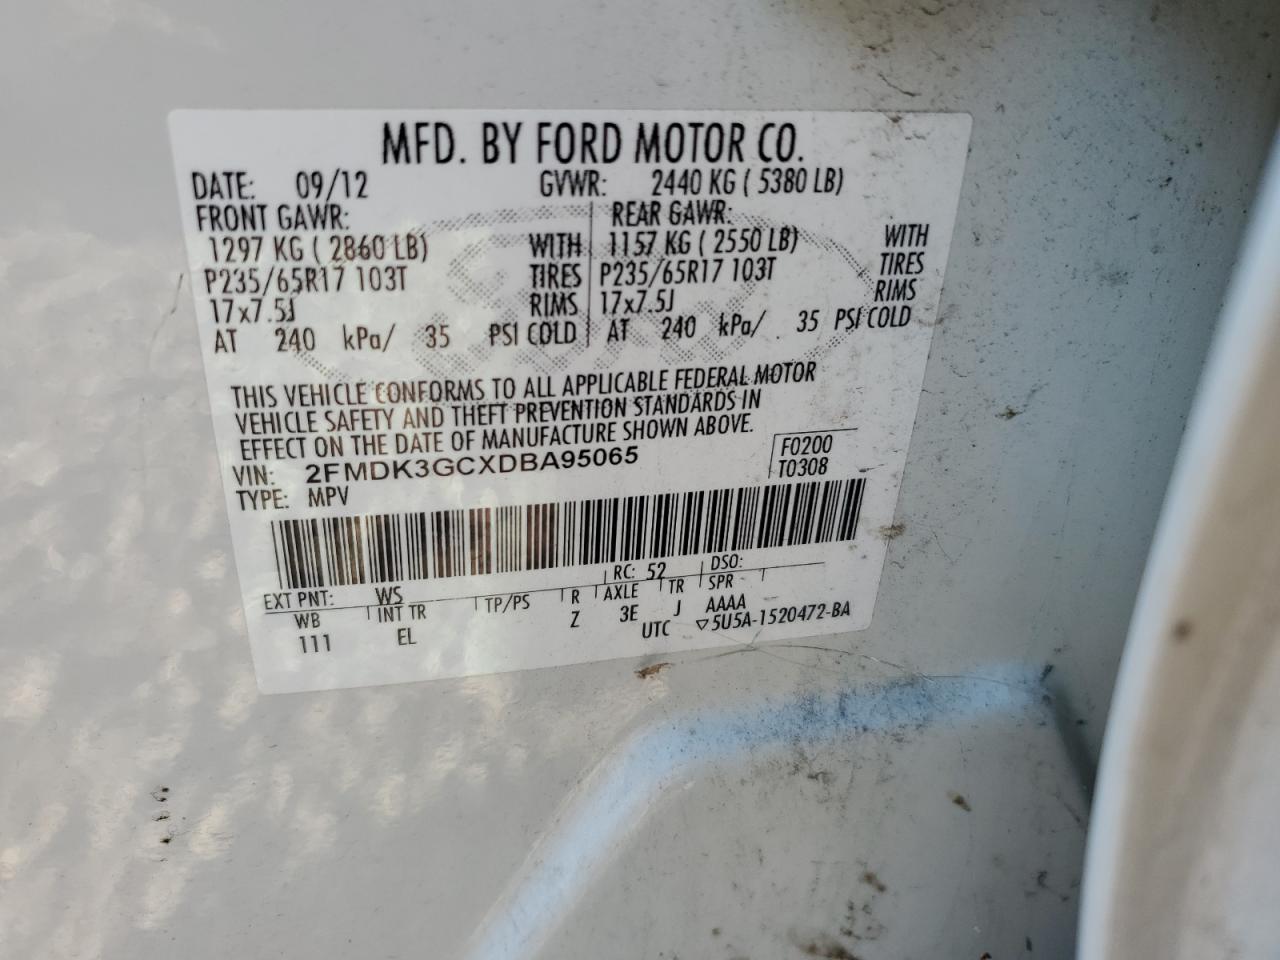 MFD. BY FORD MOTOR CO.
DATE: 09/12 GVWR: 2440 KG ( 5380 LB)
FRONT GAWR: REAR GAWR:
1297 KG ( 2860 LB) WITH 1157 KG ( 2550 LB) WITH
P235/65R17 103T TIRES P235/65R17 103T TIRES
17x7.5J RIMS 17x7.5J RIMS
AT 240 kPa/ 35 PSI COLD AT 240 kPa/ 35 PSI COLD
THIS VEHICLE CONFORMS TO ALL APPLICABLE FEDERAL MOTOR
VEHICLE SAFETY AND THEFT PREVENTION STANDARDS IN
EFFECT ON THE DATE OF MANUFACTURE SHOWN ABOVE.
VIN: 2FMDK3GCXDBA95065 F0200
TYPE: MPV T0308
EXT PNT: WS RC: 52 DSO:
WB INT TR TP/PS R AXLE TR SPR
111 EL Z 3E J AAAA
UTC ▽5U5A-1520472-BA